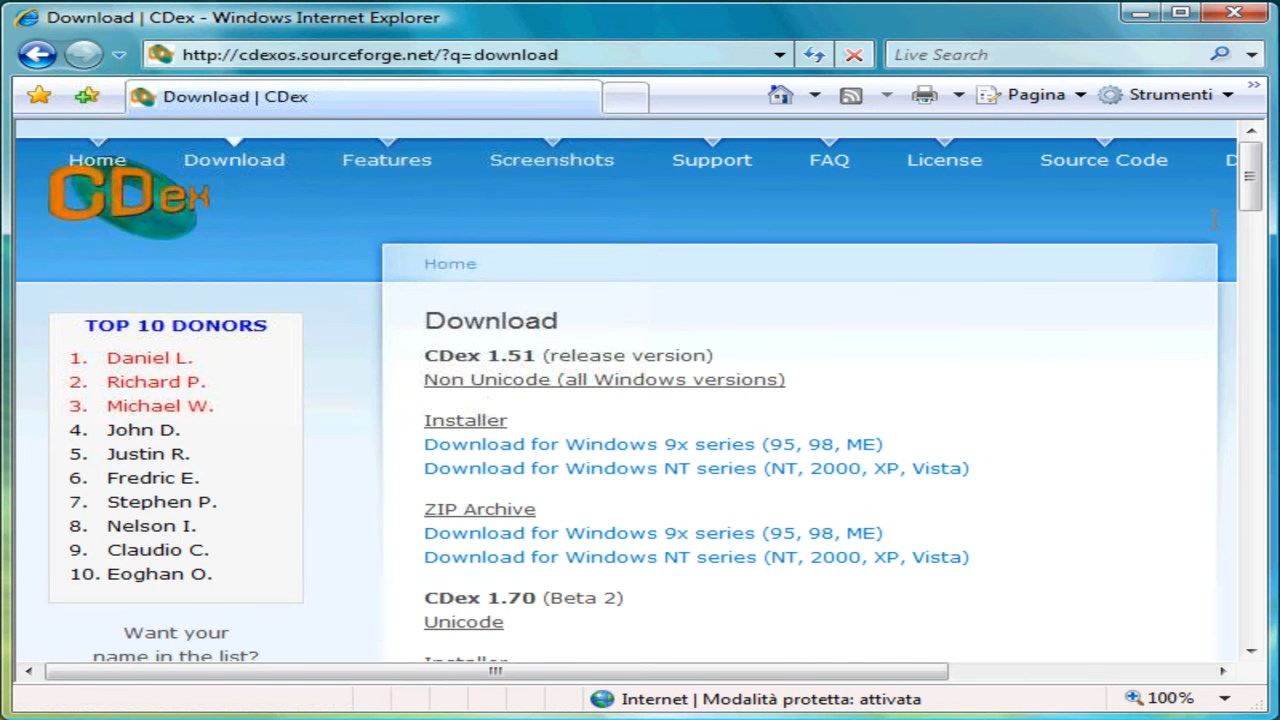 Download | CDex - Windows Internet Explorer
http://cdexos.sourceforge.net/?q=download
Live Search
Download | CDex
Pagina
Strumenti
Home Download Features Screenshots Support FAQ License Source Code D
CDex
Home
TOP 10 DONORS
1. Daniel L.
2. Richard P.
3. Michael W.
4. John D.
5. Justin R.
6. Fredric E.
7. Stephen P.
8. Nelson I.
9. Claudio C.
10. Eoghan O.
Want your
name in the list?
Download
CDex 1.51 (release version)
Non Unicode (all Windows versions)
Installer
Download for Windows 9x series (95, 98, ME)
Download for Windows NT series (NT, 2000, XP, Vista)
ZIP Archive
Download for Windows 9x series (95, 98, ME)
Download for Windows NT series (NT, 2000, XP, Vista)
CDex 1.70 (Beta 2)
Unicode
Installer
Internet | Modalità protetta: attivata
100%